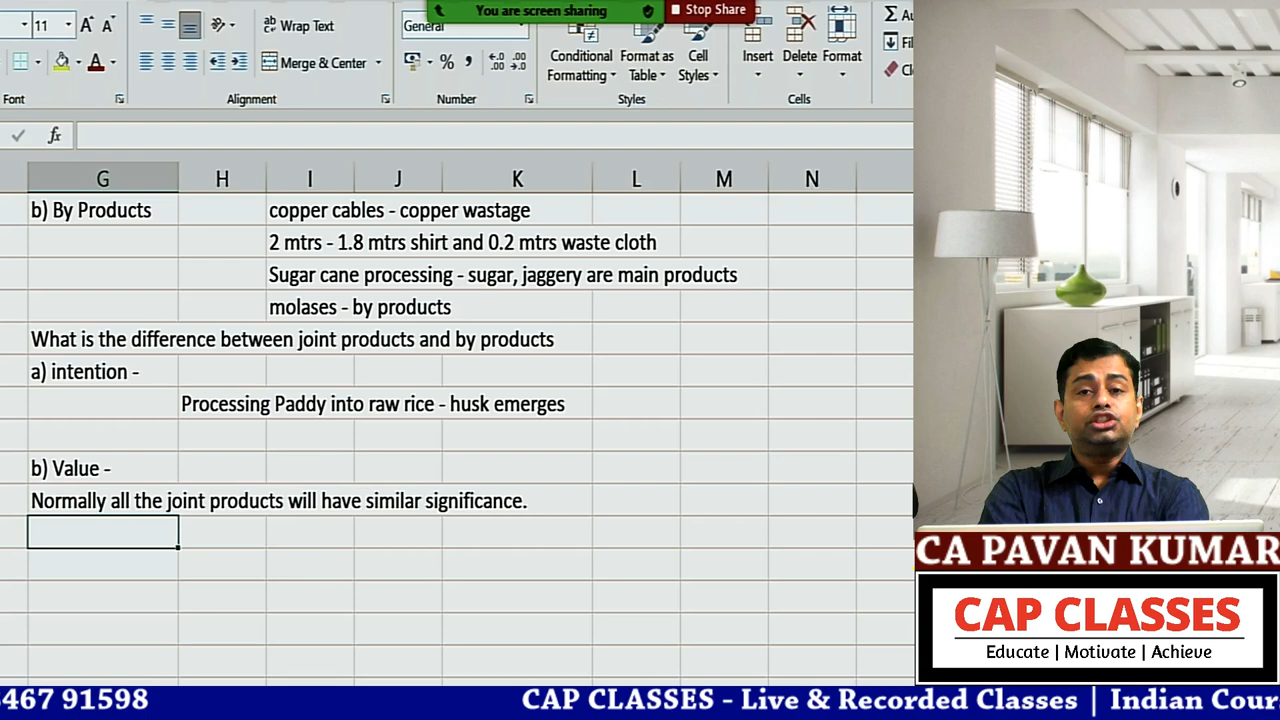 You are screen sharing
Stop Share
11
A
A
Wrap Text
General
Σ Au
Conditional Formatting
Format as Table
Cell Styles
Insert
Delete
Format
Fil
Merge & Center
%
Cl
Font
Alignment
Number
Styles
Cells
fx
G H I J K L M N
b) By Products copper cables - copper wastage
2 mtrs - 1.8 mtrs shirt and 0.2 mtrs waste cloth
Sugar cane processing - sugar, jaggery are main products
molases - by products
What is the difference between joint products and by products
a) intention -
Processing Paddy into raw rice - husk emerges
b) Value -
Normally all the joint products will have similar significance.
CA PAVAN KUMAR
CAP CLASSES
Educate | Motivate | Achieve
467 91598 CAP CLASSES - Live & Recorded Classes | Indian Cour